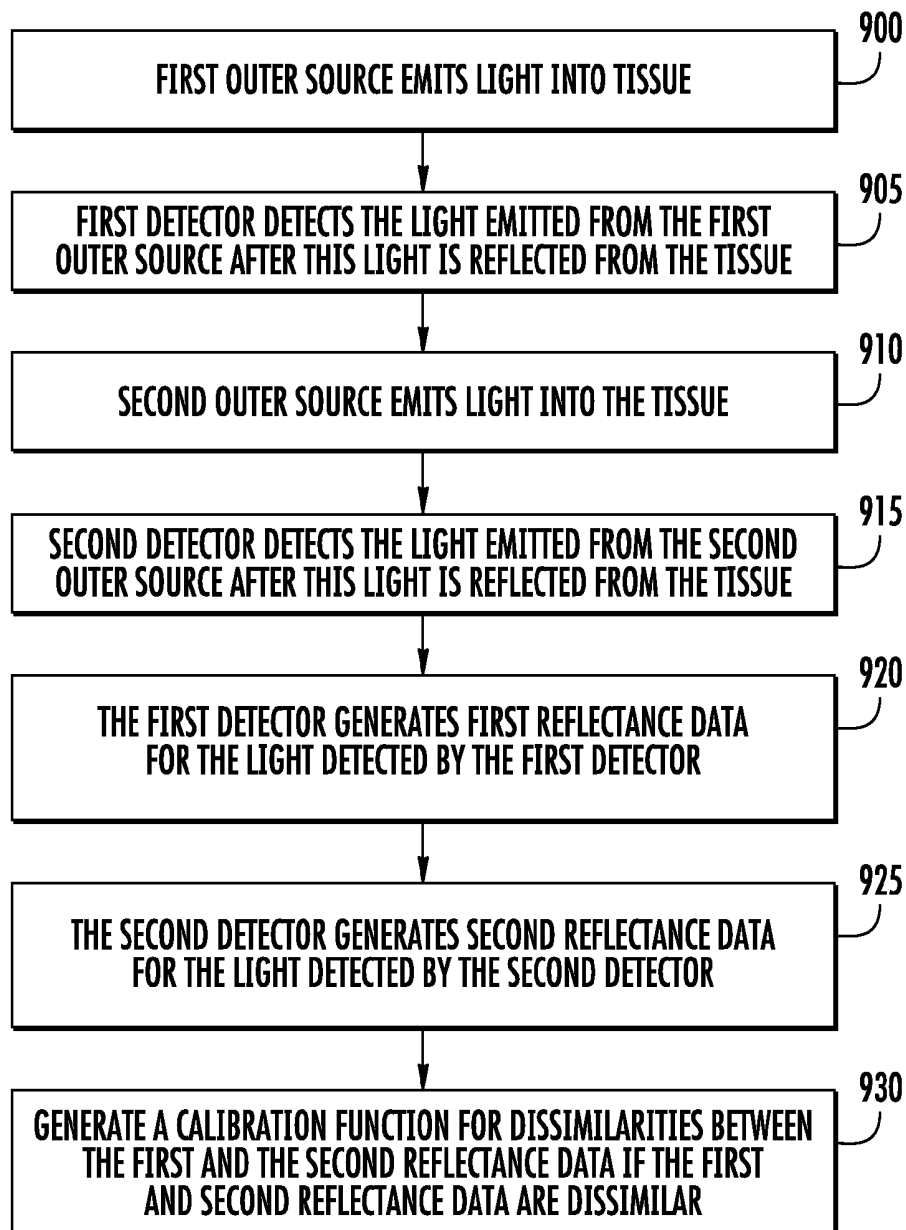 900
FIRST OUTER SOURCE EMITS LIGHT INTO TISSUE
905
FIRST DETECTOR DETECTS THE LIGHT EMITTED FROM THE FIRST
OUTER SOURCE AFTER THIS LIGHT IS REFLECTED FROM THE TISSUE
910
SECOND OUTER SOURCE EMITS LIGHT INTO THE TISSUE
915
SECOND DETECTOR DETECTS THE LIGHT EMITTED FROM THE SECOND
OUTER SOURCE AFTER THIS LIGHT IS REFLECTED FROM THE TISSUE
920
THE FIRST DETECTOR GENERATES FIRST REFLECTANCE DATA
FOR THE LIGHT DETECTED BY THE FIRST DETECTOR
925
THE SECOND DETECTOR GENERATES SECOND REFLECTANCE DATA
FOR THE LIGHT DETECTED BY THE SECOND DETECTOR
930
GENERATE A CALIBRATION FUNCTION FOR DISSIMILARITIES BETWEEN
THE FIRST AND THE SECOND REFLECTANCE DATA IF THE FIRST
AND SECOND REFLECTANCE DATA ARE DISSIMILAR